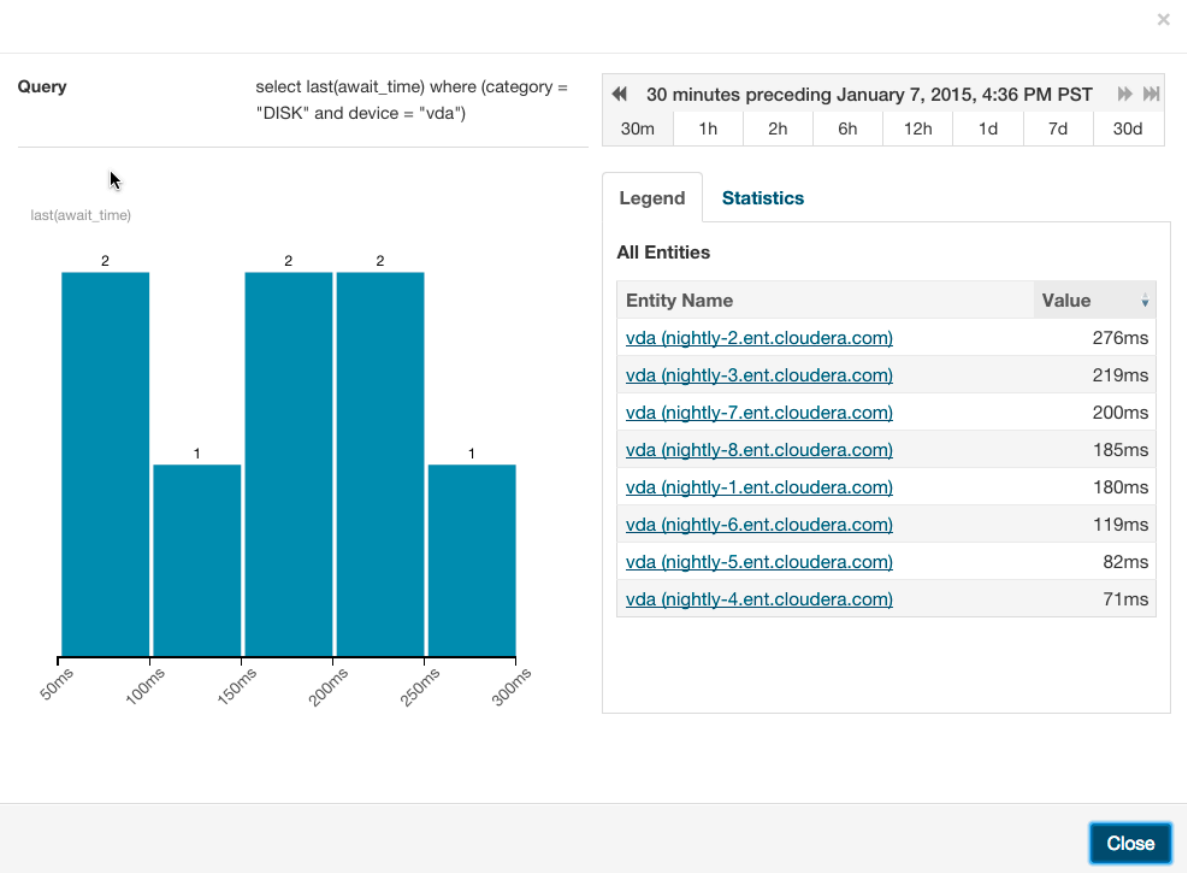 ×
Query
select last(await_time) where (category =
"DISK" and device = "vda")
30 minutes preceding January 7, 2015, 4:36 PM PST
30m 1h 2h 6h 12h 1d 7d 30d
last(await_time)
2 1 2 2 1
50ms 100ms 150ms 200ms 250ms 300ms
Legend Statistics
All Entities
Entity Name Value
vda (nightly-2.ent.cloudera.com) 276ms
vda (nightly-3.ent.cloudera.com) 219ms
vda (nightly-7.ent.cloudera.com) 200ms
vda (nightly-8.ent.cloudera.com) 185ms
vda (nightly-1.ent.cloudera.com) 180ms
vda (nightly-6.ent.cloudera.com) 119ms
vda (nightly-5.ent.cloudera.com) 82ms
vda (nightly-4.ent.cloudera.com) 71ms
Close